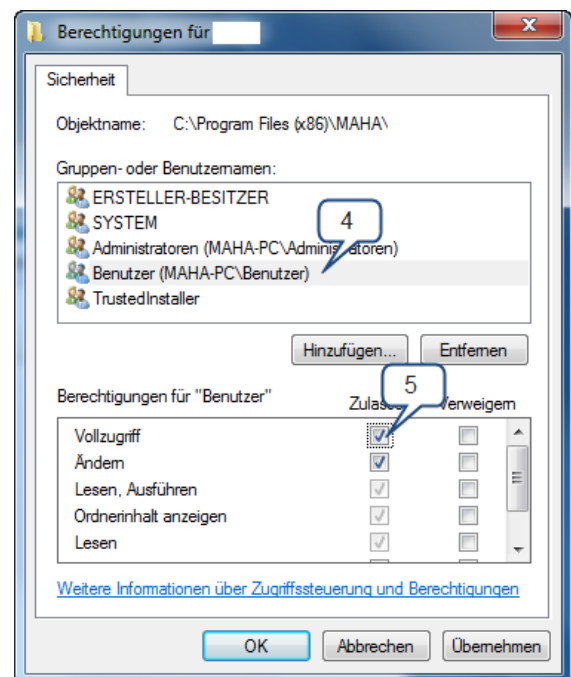 Berechtigungen für
Sicherheit
Objektname: C:\Program Files (x86)\MAHA\
Gruppen- oder Benutzernamen:
ERSTELLER-BESITZER
SYSTEM
4
Administratoren (MAHA-PC\Administratoren)
Benutzer (MAHA-PC\Benutzer)
TrustedInstaller
Hinzufügen... Entfernen
5
Berechtigungen für "Benutzer" Zulassen Verweigern
Vollzugriff
Ändern
Lesen, Ausführen
Ordnerinhalt anzeigen
Lesen
Weitere Informationen über Zugriffssteuerung und Berechtigungen
OK Abbrechen Übernehmen